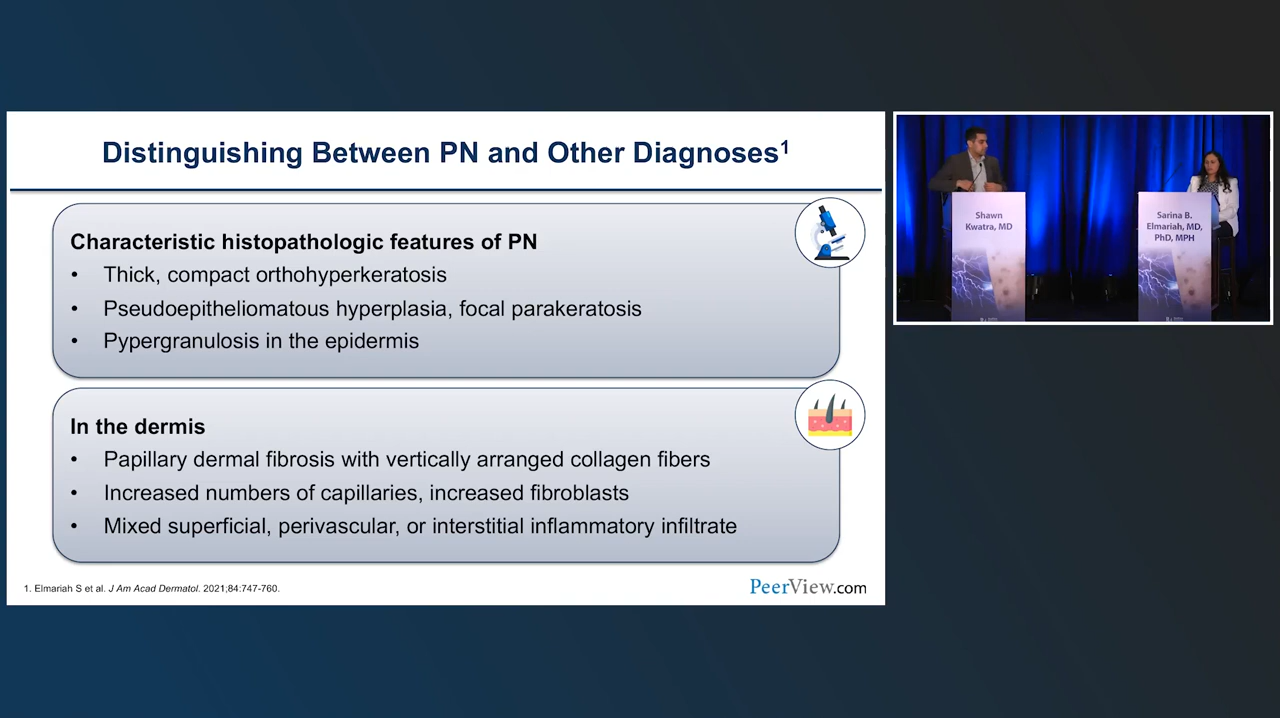 Distinguishing Between PN and Other Diagnoses¹
Characteristic histopathologic features of PN
• Thick, compact orthohyperkeratosis
• Pseudoepitheliomatous hyperplasia, focal parakeratosis
• Pypergranulosis in the epidermis
In the dermis
• Papillary dermal fibrosis with vertically arranged collagen fibers
• Increased numbers of capillaries, increased fibroblasts
• Mixed superficial, perivascular, or interstitial inflammatory infiltrate
1. Elmariah S et al. J Am Acad Dermatol. 2021;84:747-760.
PeerView.com
Shawn
Kwatra, MD
Sarina B.
Elmariah, MD,
PhD, MPH